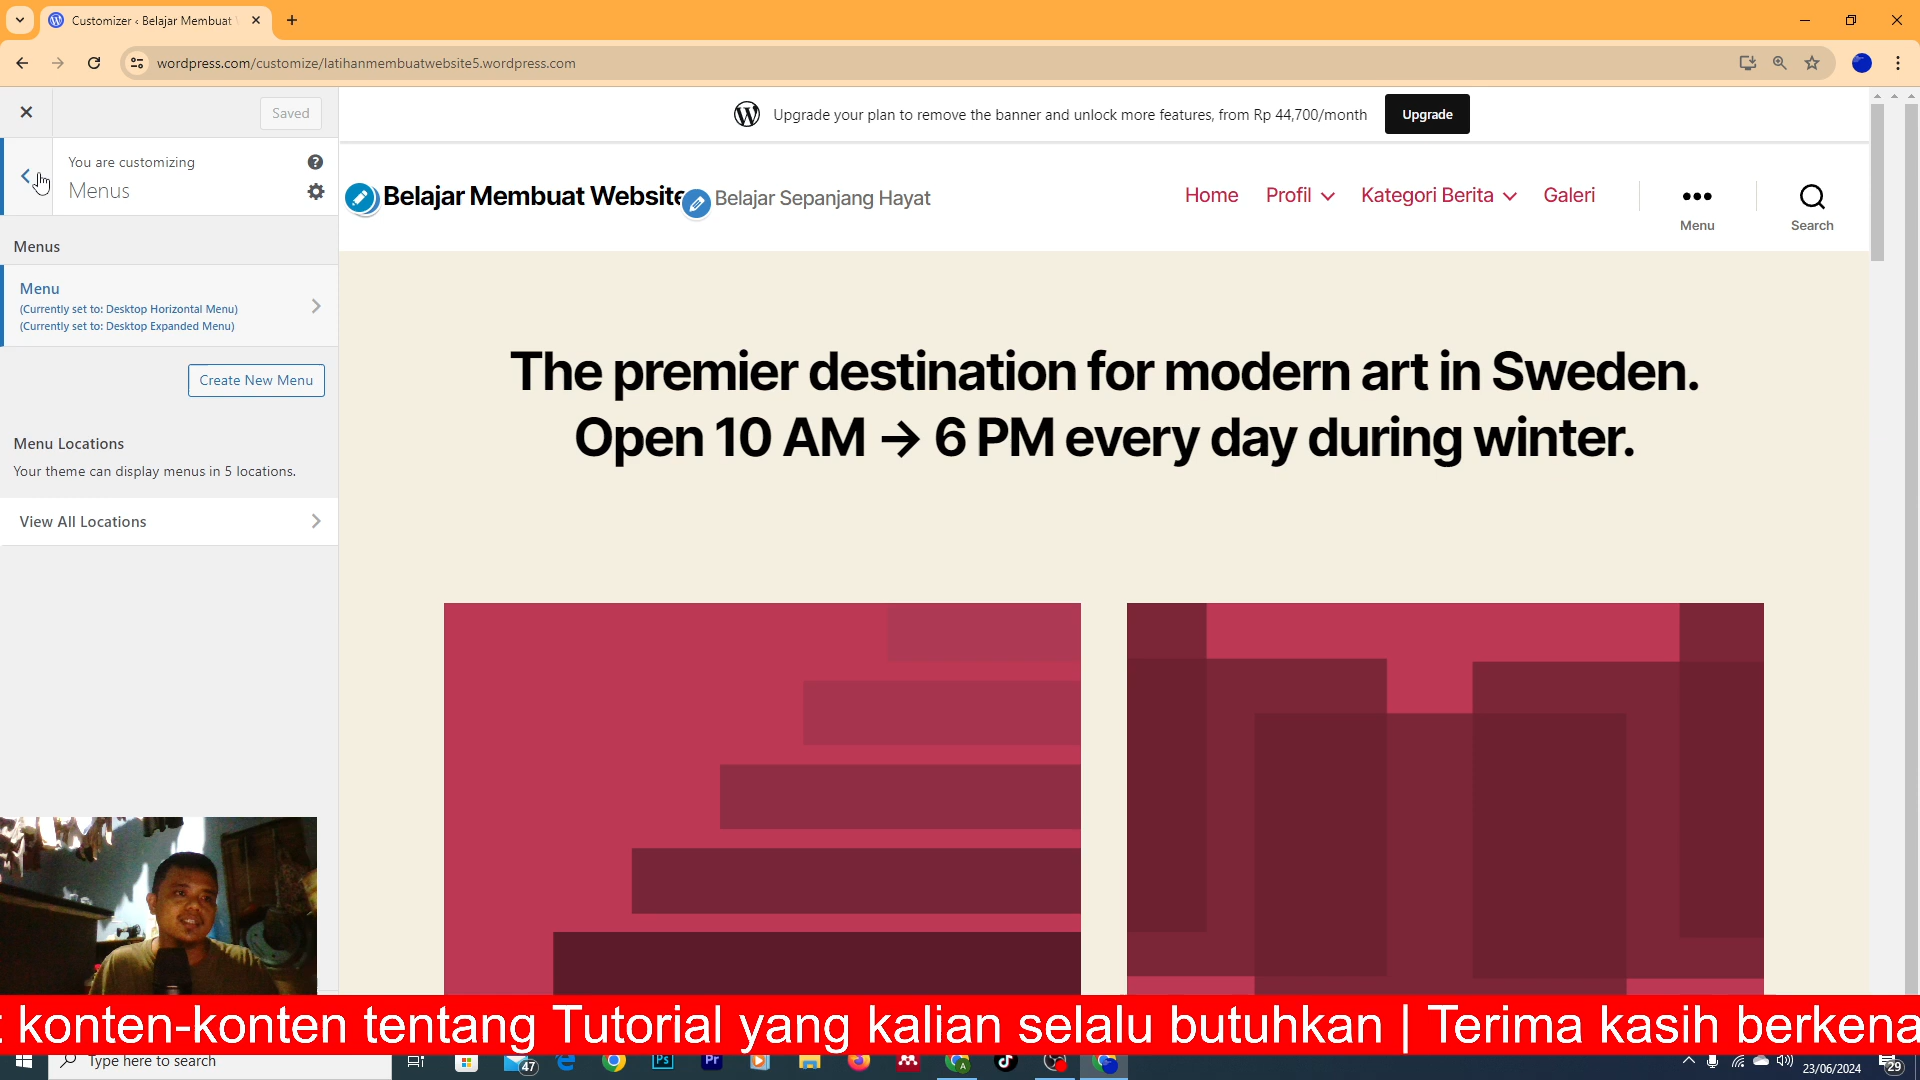 Customizer ‹ Belajar Membuat
wordpress.com/customize/latihanmembuatwebsite5.wordpress.com
Saved
You are customizing
Menus
Menus
Menu
(Currently set to: Desktop Horizontal Menu)
(Currently set to: Desktop Expanded Menu)
Create New Menu
Menu Locations
Your theme can display menus in 5 locations.
View All Locations
Upgrade your plan to remove the banner and unlock more features, from Rp 44,700/month
Upgrade
Belajar Membuat Website
Belajar Sepanjang Hayat
Home
Profil
Kategori Berita
Galeri
Menu
Search
The premier destination for modern art in Sweden.
Open 10 AM → 6 PM every day during winter.
konten-konten tentang Tutorial yang kalian selalu butuhkan | Terima kasih berkena
Type here to search
47
Ps
Pr
A
23/06/2024
29